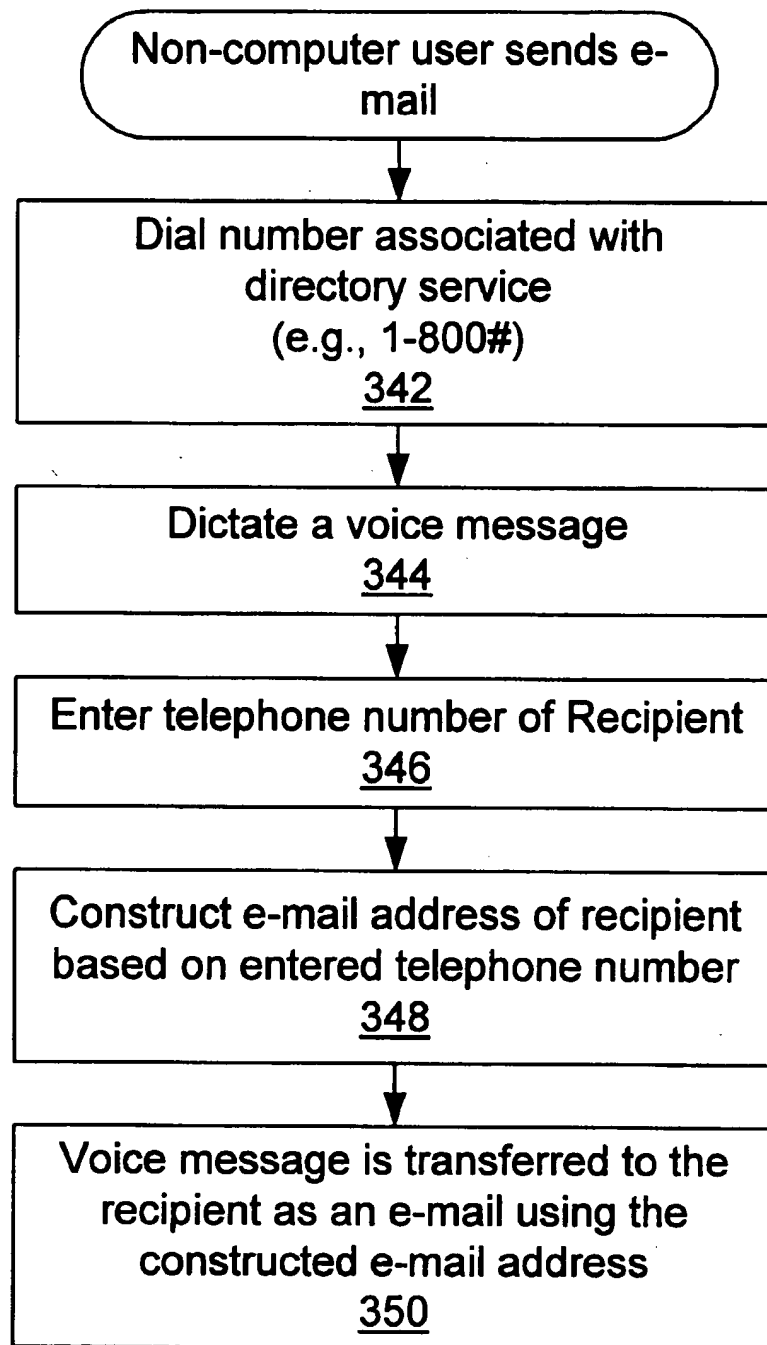 Non-computer user sends e-
mail
Dial number associated with
directory service
(e.g., 1-800#)
342
Dictate a voice message
344
Enter telephone number of Recipient
346
Construct e-mail address of recipient
based on entered telephone number
348
Voice message is transferred to the
recipient as an e-mail using the
constructed e-mail address
350